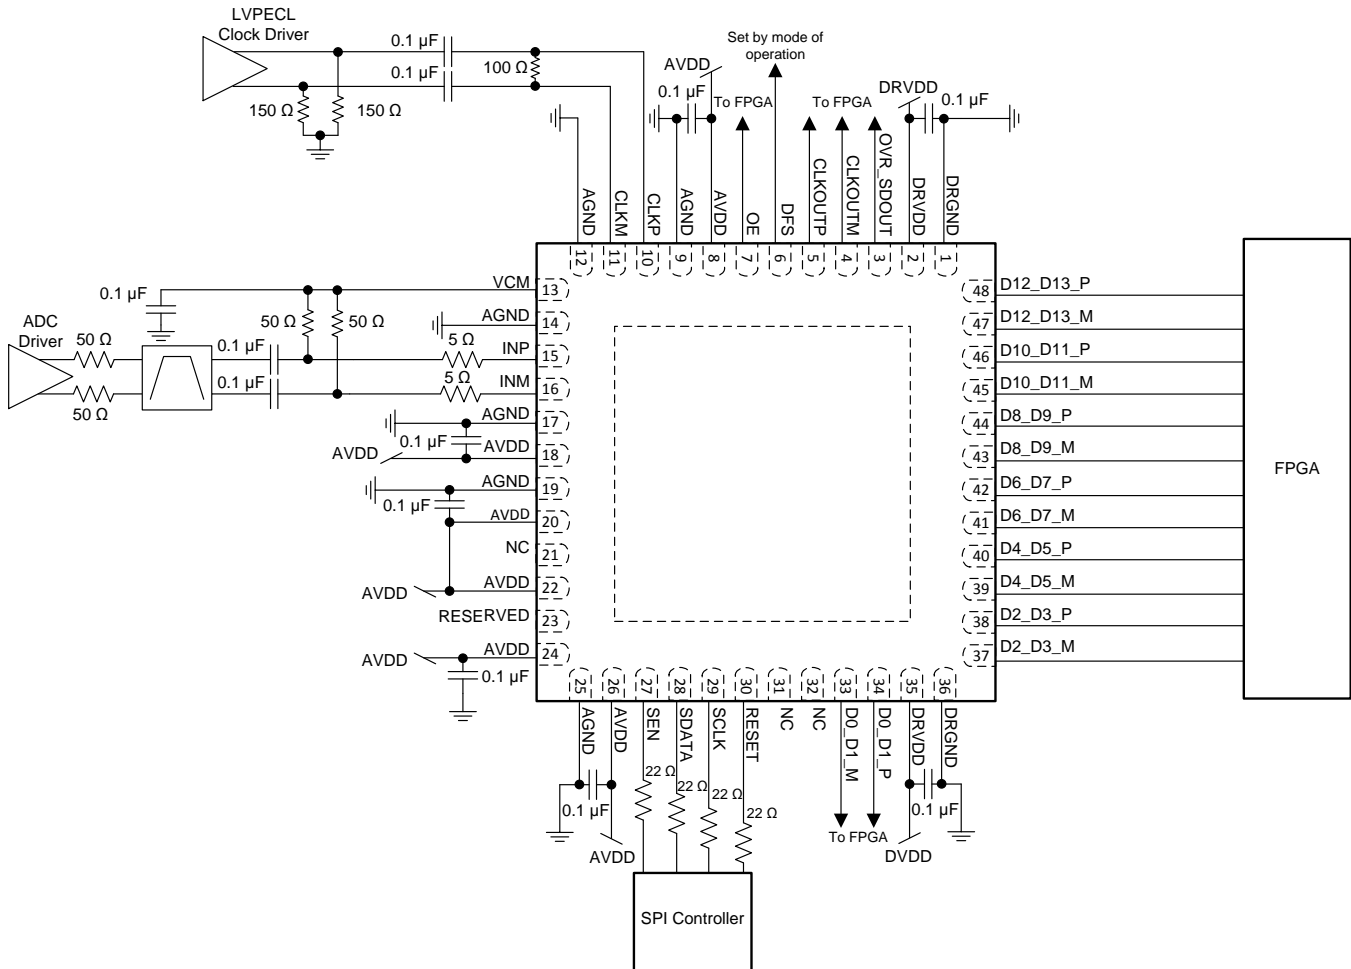 LVPECL
Clock Driver
0.1 µF
0.1 µF
100 Ω
150 Ω
150 Ω
Set by mode of
operation
AVDD
0.1 µF
To FPGA
To FPGA
DRVDD
0.1 µF
AGND
CLKM
CLKP
AGND
AVDD
OE
DFS
CLKOUTP
CLKOUTM
OVR_SDOUT
DRVDD
DRGND
12
11
10
9
8
7
6
5
4
3
2
1
VCM
13
AGND
14
INP
15
INM
16
AGND
17
AVDD
18
AGND
19
AVDD
20
NC
21
AVDD
22
RESERVED
23
AVDD
24
0.1 µF
ADC
Driver
50 Ω
50 Ω
0.1 µF
0.1 µF
50 Ω
50 Ω
5 Ω
5 Ω
0.1 µF
AVDD
0.1 µF
AVDD
AVDD
0.1 µF
48
D12_D13_P
47
D12_D13_M
46
D10_D11_P
45
D10_D11_M
44
D8_D9_P
43
D8_D9_M
42
D6_D7_P
41
D6_D7_M
40
D4_D5_P
39
D4_D5_M
38
D2_D3_P
37
D2_D3_M
FPGA
25
26
27
28
29
30
31
32
33
34
35
36
AGND
AVDD
SEN
SDATA
SCLK
RESET
NC
NC
D0_D1_M
D0_D1_P
DRVDD
DRGND
22 Ω
22 Ω
22 Ω
22 Ω
0.1 µF
AVDD
To FPGA
0.1 µF
DVDD
SPI Controller